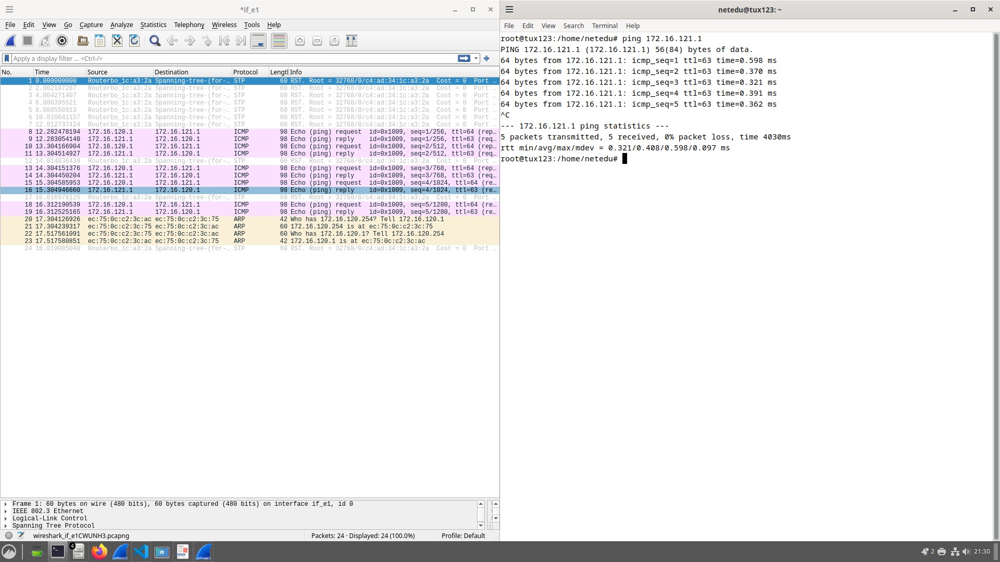 *if_e1
File Edit View Go Capture Analyze Statistics Telephony Wireless Tools Help
Apply a display filter ... <Ctrl-/>
No. Time Source Destination Protocol Lengtl Info
1 0.000000000 Routerbo_1c:a3:2a Spanning-tree-(for-… STP 60 RST. Root = 32768/0/c4:ad:34:1c:a3:2a Cost = 0 Port …
2 2.002107287 Routerbo_1c:a3:2a Spanning-tree-(for-… STP 60 RST. Root = 32768/0/c4:ad:34:1c:a3:2a Cost = 0 Port …
3 4.004271407 Routerbo_1c:a3:2a Spanning-tree-(for-… STP 60 RST. Root = 32768/0/c4:ad:34:1c:a3:2a Cost = 0 Port …
4 6.006395521 Routerbo_1c:a3:2a Spanning-tree-(for-… STP 60 RST. Root = 32768/0/c4:ad:34:1c:a3:2a Cost = 0 Port …
5 8.008550913 Routerbo_1c:a3:2a Spanning-tree-(for-… STP 60 RST. Root = 32768/0/c4:ad:34:1c:a3:2a Cost = 0 Port …
6 10.010641157 Routerbo_1c:a3:2a Spanning-tree-(for-… STP 60 RST. Root = 32768/0/c4:ad:34:1c:a3:2a Cost = 0 Port …
7 12.012737424 Routerbo_1c:a3:2a Spanning-tree-(for-… STP 60 RST. Root = 32768/0/c4:ad:34:1c:a3:2a Cost = 0 Port …
8 12.282478194 172.16.120.1 172.16.121.1 ICMP 98 Echo (ping) request id=0x1009, seq=1/256, ttl=64 (rep…
9 12.283054140 172.16.121.1 172.16.120.1 ICMP 98 Echo (ping) reply id=0x1009, seq=1/256, ttl=63 (req…
10 13.304166904 172.16.120.1 172.16.121.1 ICMP 98 Echo (ping) request id=0x1009, seq=2/512, ttl=64 (rep…
11 13.304514927 172.16.121.1 172.16.120.1 ICMP 98 Echo (ping) reply id=0x1009, seq=2/512, ttl=63 (req…
12 14.014836439 Routerbo_1c:a3:2a Spanning-tree-(for-… STP 60 RST. Root = 32768/0/c4:ad:34:1c:a3:2a Cost = 0 Port …
13 14.304151376 172.16.120.1 172.16.121.1 ICMP 98 Echo (ping) request id=0x1009, seq=3/768, ttl=64 (rep…
14 14.304450204 172.16.121.1 172.16.120.1 ICMP 98 Echo (ping) reply id=0x1009, seq=3/768, ttl=63 (req…
15 15.304585953 172.16.120.1 172.16.121.1 ICMP 98 Echo (ping) request id=0x1009, seq=4/1024, ttl=64 (re…
16 15.304946660 172.16.121.1 172.16.120.1 ICMP 98 Echo (ping) reply id=0x1009, seq=4/1024, ttl=63 (re…
17 16.016976125 Routerbo_1c:a3:2a Spanning-tree-(for-… STP 60 RST. Root = 32768/0/c4:ad:34:1c:a3:2a Cost = 0 Port …
18 16.312190539 172.16.120.1 172.16.121.1 ICMP 98 Echo (ping) request id=0x1009, seq=5/1280, ttl=64 (re…
19 16.312525165 172.16.121.1 172.16.120.1 ICMP 98 Echo (ping) reply id=0x1009, seq=5/1280, ttl=63 (re…
20 17.304126926 ec:75:0c:c2:3c:ac ec:75:0c:c2:3c:75 ARP 42 Who has 172.16.120.254? Tell 172.16.120.1
21 17.304239317 ec:75:0c:c2:3c:75 ec:75:0c:c2:3c:ac ARP 60 172.16.120.254 is at ec:75:0c:c2:3c:75
22 17.517561091 ec:75:0c:c2:3c:75 ec:75:0c:c2:3c:ac ARP 60 Who has 172.16.120.1? Tell 172.16.120.254
23 17.517580851 ec:75:0c:c2:3c:ac ec:75:0c:c2:3c:75 ARP 42 172.16.120.1 is at ec:75:0c:c2:3c:ac
24 18.019085040 Routerbo_1c:a3:2a Spanning-tree-(for-… STP 60 RST. Root = 32768/0/c4:ad:34:1c:a3:2a Cost = 0 Port …
Frame 1: 60 bytes on wire (480 bits), 60 bytes captured (480 bits) on interface if_e1, id 0
IEEE 802.3 Ethernet
Logical-Link Control
Spanning Tree Protocol
wireshark_if_e1CWUNH3.pcapng Packets: 24 · Displayed: 24 (100.0%) Profile: Default
netedu@tux123: ~
File Edit View Search Terminal Help
root@tux123:/home/netedu# ping 172.16.121.1
PING 172.16.121.1 (172.16.121.1) 56(84) bytes of data.
64 bytes from 172.16.121.1: icmp_seq=1 ttl=63 time=0.598 ms
64 bytes from 172.16.121.1: icmp_seq=2 ttl=63 time=0.370 ms
64 bytes from 172.16.121.1: icmp_seq=3 ttl=63 time=0.321 ms
64 bytes from 172.16.121.1: icmp_seq=4 ttl=63 time=0.391 ms
64 bytes from 172.16.121.1: icmp_seq=5 ttl=63 time=0.362 ms
^C
--- 172.16.121.1 ping statistics ---
5 packets transmitted, 5 received, 0% packet loss, time 4030ms
rtt min/avg/max/mdev = 0.321/0.408/0.598/0.097 ms
root@tux123:/home/netedu#
4
2 21:30